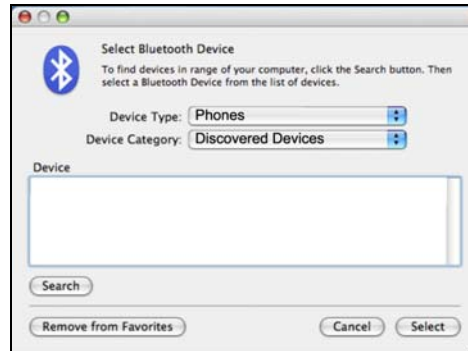 Select Bluetooth Device
To find devices in range of your computer, click the Search button. Then
select a Bluetooth Device from the list of devices.
Device Type: Phones
Device Category: Discovered Devices
Device
Search
Remove from Favorites Cancel Select